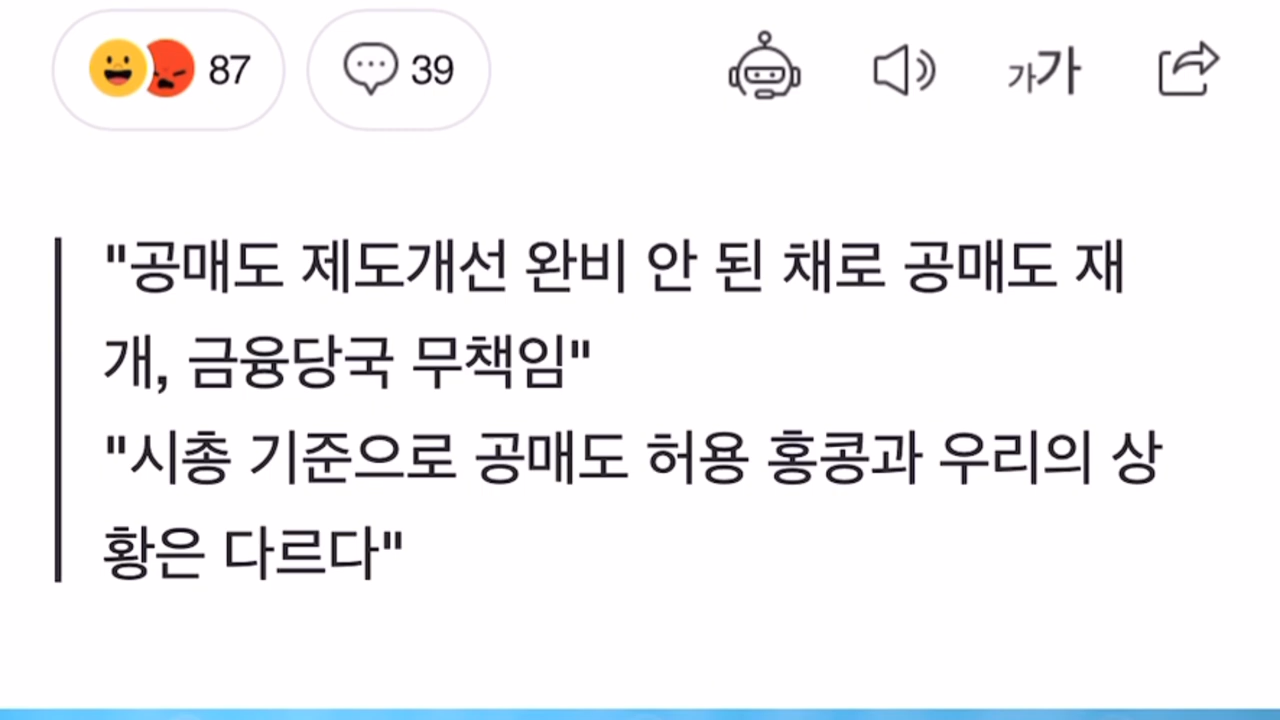 87 39 가가
"공매도 제도개선 완비 안 된 채로 공매도 재
개, 금융당국 무책임"
"시총 기준으로 공매도 허용 홍콩과 우리의 상
황은 다르다"